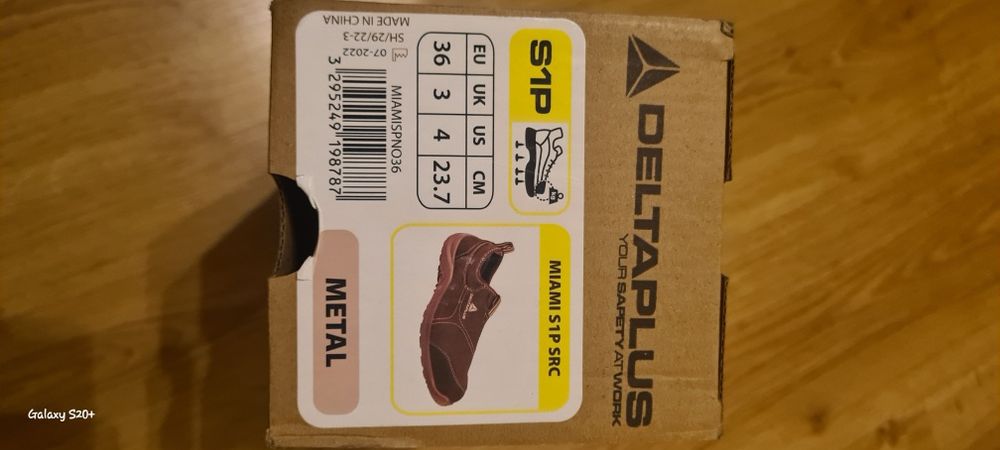 DELTAPLUS
YOUR SAFETY AT WORK
S1P
KG
MIAMI S1P SRC
EU UK US CM
36 3 4 23.7
MIAMISPNO36
3 295249 198787
07-2022
SH/29/22-3
MADE IN CHINA
METAL
Galaxy S20+